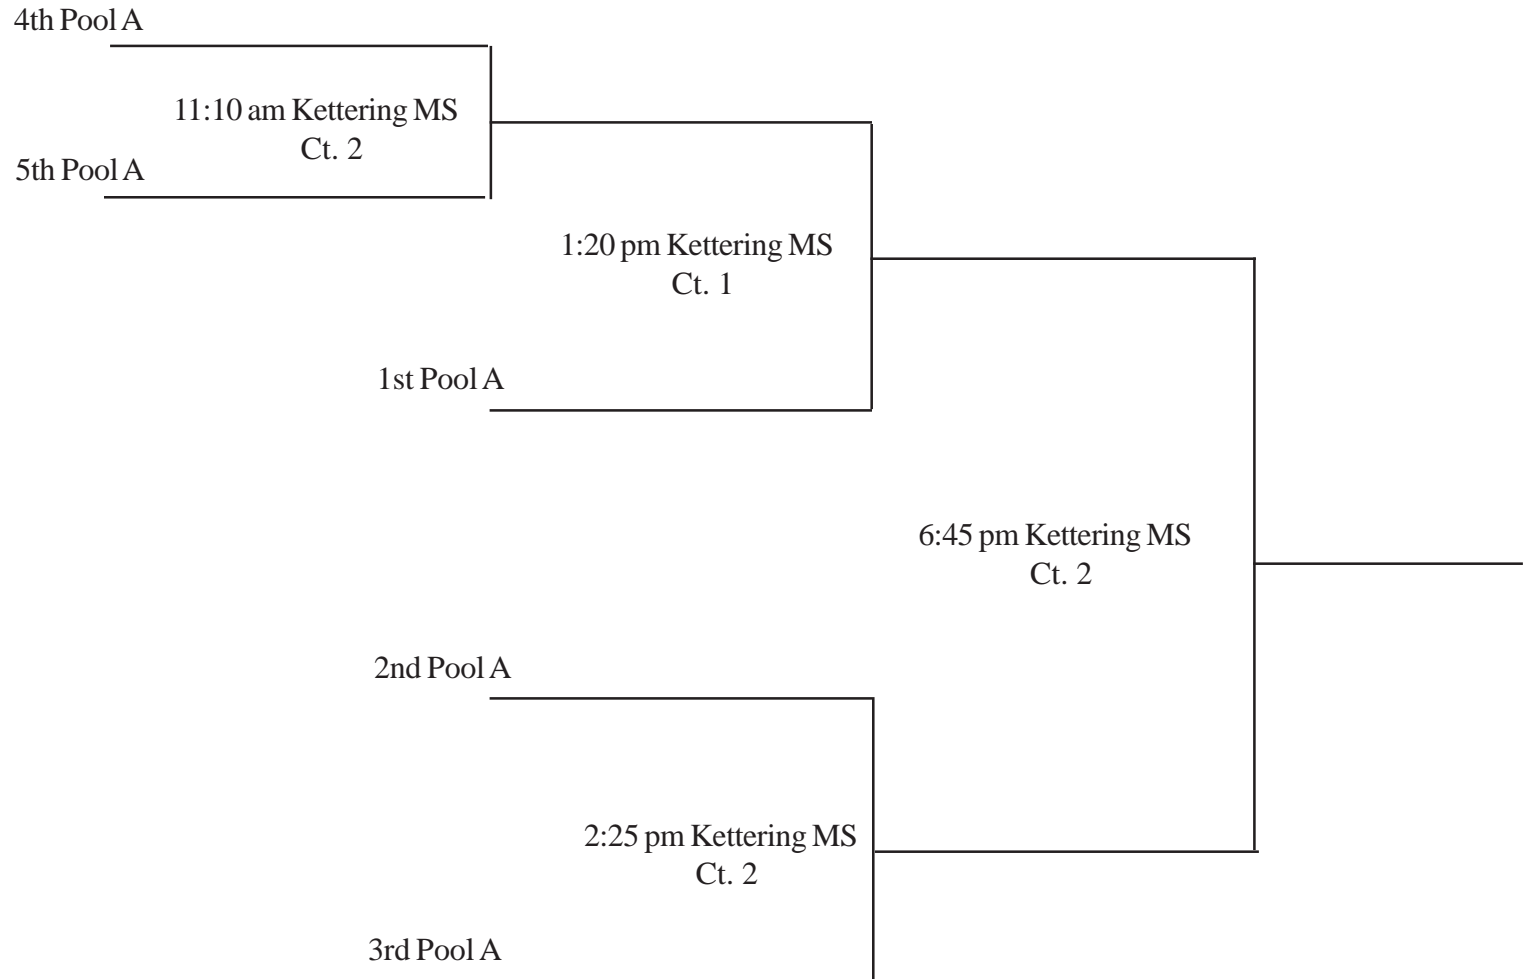 4th Pool A
11:10 am Kettering MS
Ct. 2
5th Pool A
1:20 pm Kettering MS
Ct. 1
1st Pool A
6:45 pm Kettering MS
Ct. 2
2nd Pool A
2:25 pm Kettering MS
Ct. 2
3rd Pool A